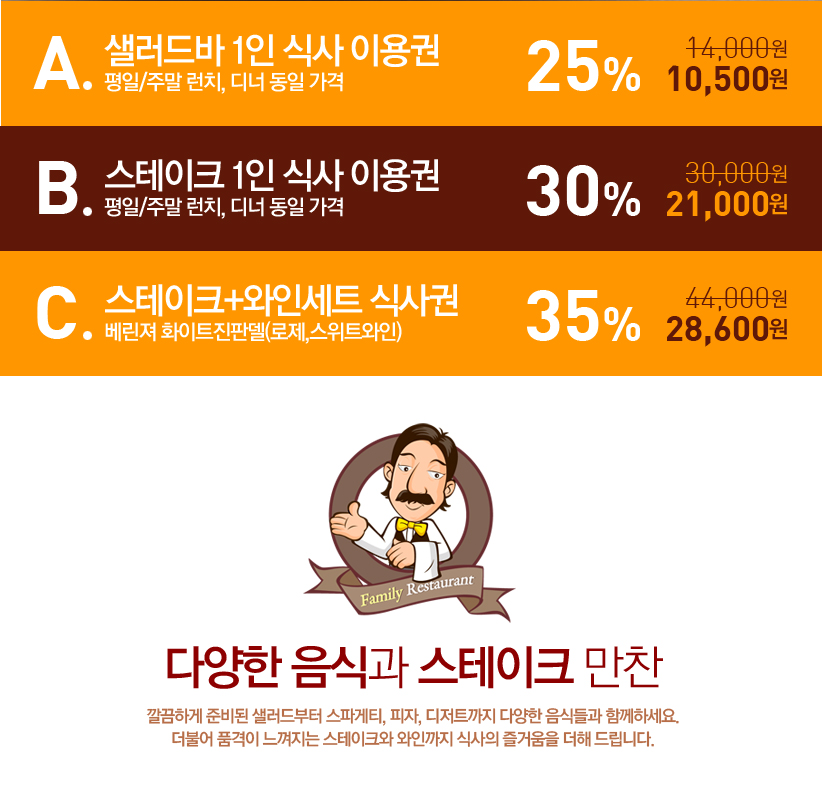 A. 샐러드바 1인 식사 이용권
평일/주말 런치, 디너 동일 가격
25%
14,000원
10,500원
B. 스테이크 1인 식사 이용권
평일/주말 런치, 디너 동일 가격
30%
30,000원
21,000원
C. 스테이크+와인세트 식사권
베린져 화이트진판델(로제,스위트와인)
35%
44,000원
28,600원
Family Restaurant
다양한 음식과 스테이크 만찬
깔끔하게 준비된 샐러드부터 스파게티, 피자, 디저트까지 다양한 음식들과 함께하세요.
더불어 품격이 느껴지는 스테이크와 와인까지 식사의 즐거움을 더해 드립니다.